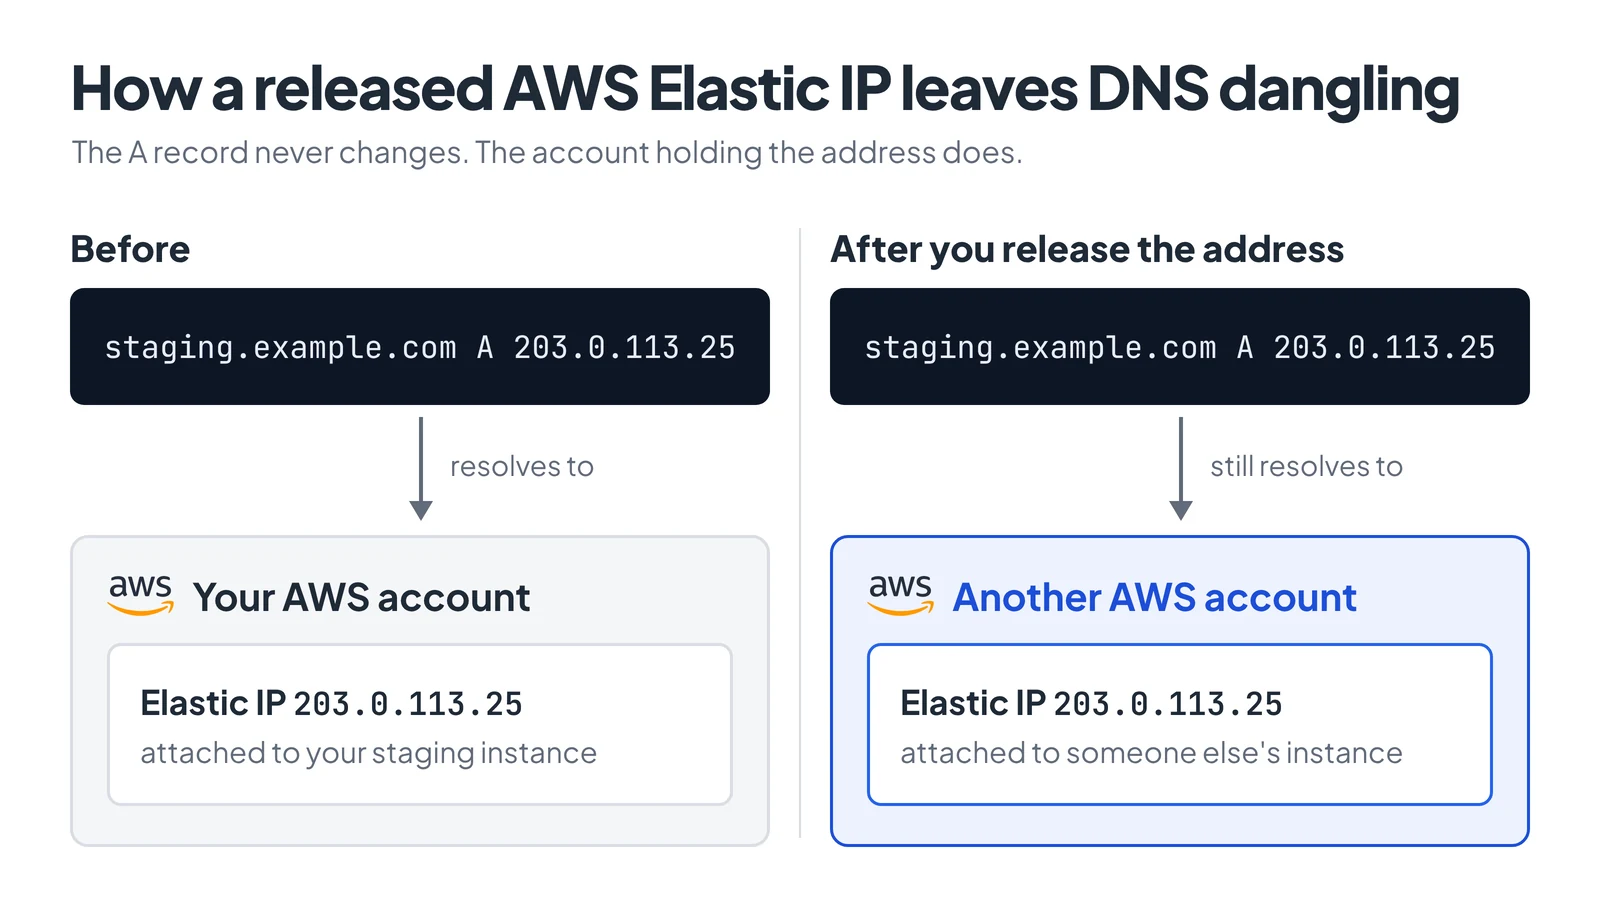 How a released AWS Elastic IP leaves DNS dangling
The A record never changes. The account holding the address does.
Before
staging.example.com A 203.0.113.25
resolves to
aws Your AWS account
Elastic IP 203.0.113.25
attached to your staging instance
After you release the address
staging.example.com A 203.0.113.25
still resolves to
aws Another AWS account
Elastic IP 203.0.113.25
attached to someone else's instance